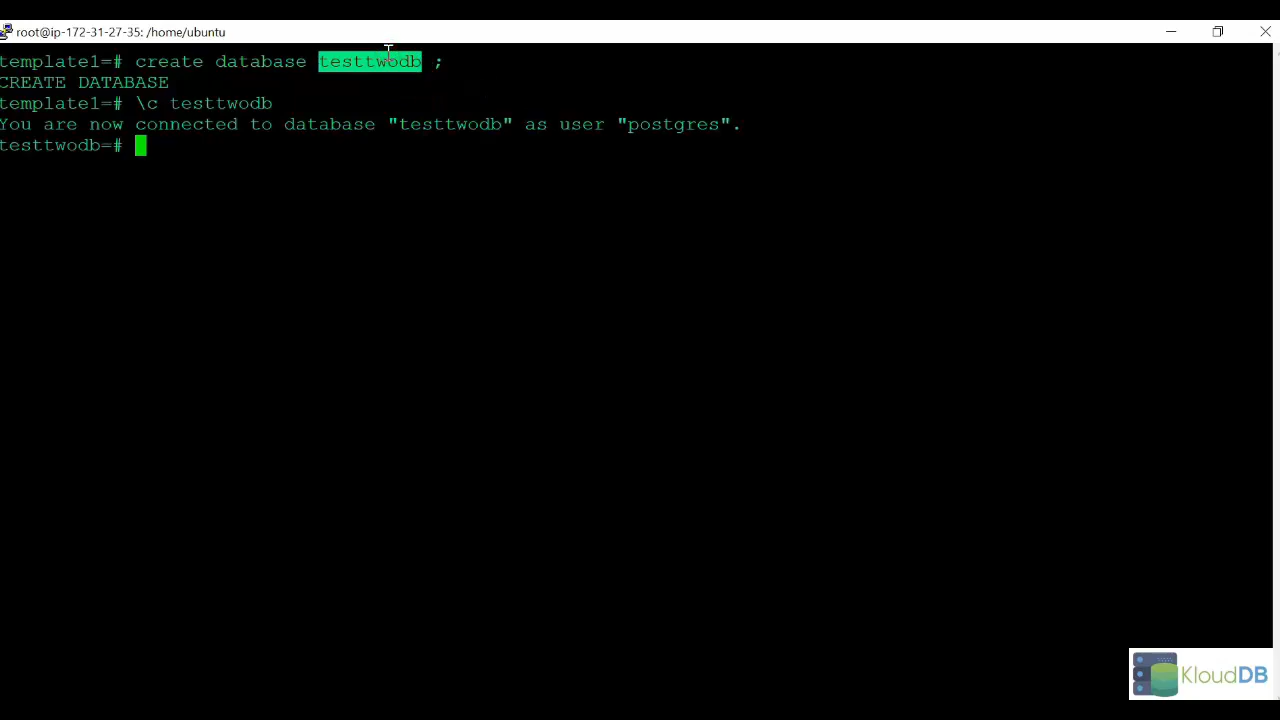 root@ip-172-31-27-35: /home/ubuntu
template1=# create database testtwodb ;
CREATE DATABASE
template1=# \c testtwodb
You are now connected to database "testtwodb" as user "postgres".
testtwodb=#
KloudDB